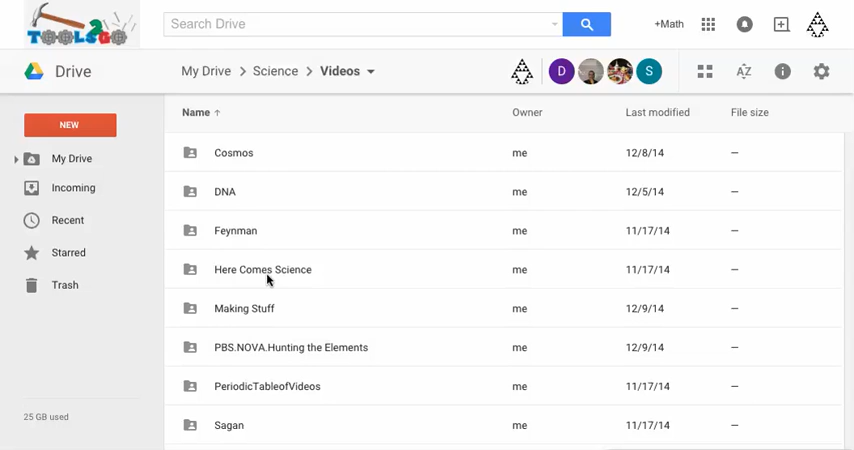 TOOLS2GO
Search Drive
+Math
Drive
My Drive > Science > Videos
D
S
AZ
NEW
My Drive
Incoming
Recent
Starred
Trash
25 GB used
Name ↑ Owner Last modified File size
Cosmos me 12/8/14 —
DNA me 12/5/14 —
Feynman me 11/17/14 —
Here Comes Science me 11/17/14 —
Making Stuff me 12/9/14 —
PBS.NOVA.Hunting the Elements me 12/9/14 —
PeriodicTableofVideos me 11/17/14 —
Sagan me 11/17/14 —